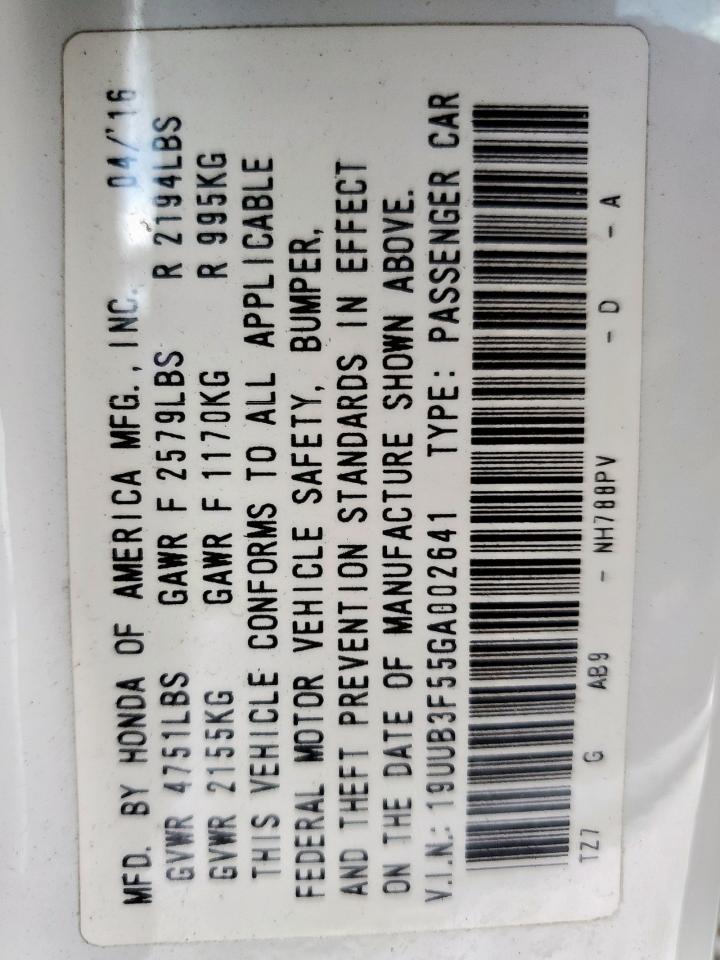 MFD. BY HONDA OF AMERICA MFG., INC. 04/'16
GVWR 4751LBS GAWR F 2579LBS R 2194LBS
GVWR 2155KG GAWR F 1170KG R 995KG
THIS VEHICLE CONFORMS TO ALL APPLICABLE
FEDERAL MOTOR VEHICLE SAFETY, BUMPER,
AND THEFT PREVENTION STANDARDS IN EFFECT
ON THE DATE OF MANUFACTURE SHOWN ABOVE.
V.I.N.: 19UUB3F55GA002641 TYPE: PASSENGER CAR
TZ7 G AB9 - NH788PV - D - A